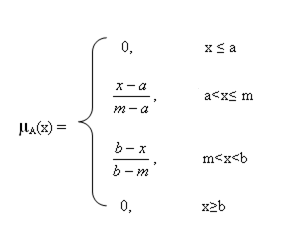 μA(x) =
0, x ≤ a
x − a / m − a , a<x≤ m
b − x / b − m , m<x<b
0, x≥b